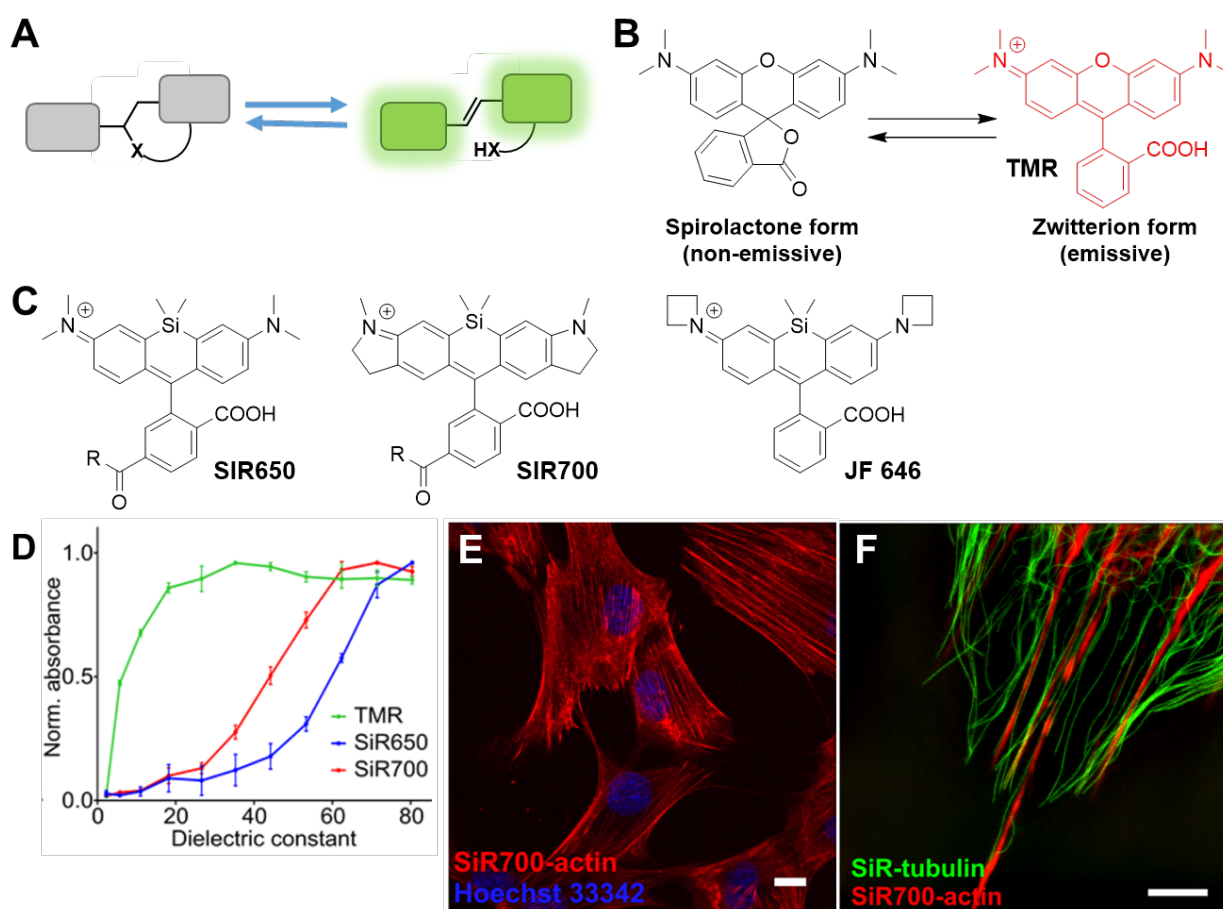 A
X
HX
B
N
O
N
O
O
Spirolactone form
(non-emissive)
N
⊕
O
N
COOH
TMR
Zwitterion form
(emissive)
C
N
⊕
Si
N
COOH
R
O
SIR650
N
⊕
Si
N
COOH
R
O
SIR700
N
⊕
Si
N
COOH
JF 646
D
Norm. absorbance
1.0
0.5
0.0
TMR
SiR650
SiR700
0 20 40 60 80
Dielectric constant
E
SiR700-actin
Hoechst 33342
F
SiR-tubulin
SiR700-actin